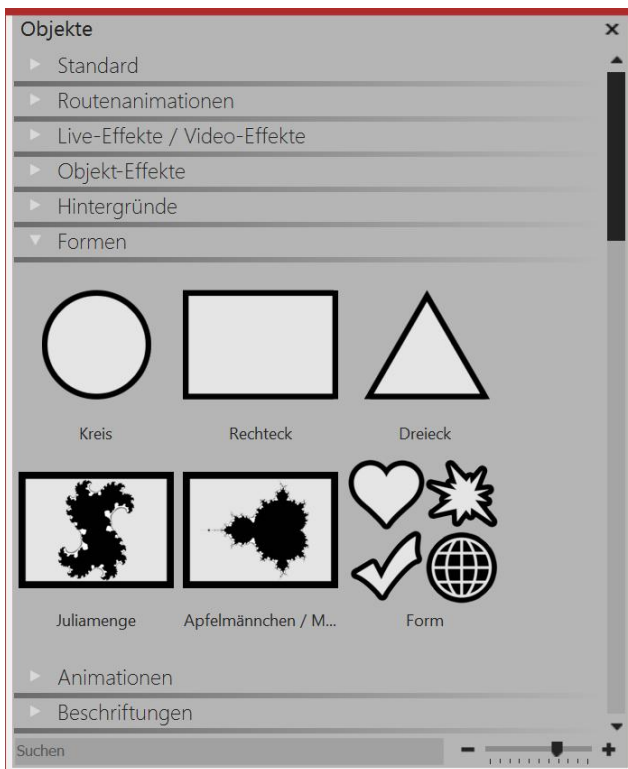 Objekte
Standard
Routenanimationen
Live-Effekte / Video-Effekte
Objekt-Effekte
Hintergründe
Formen
Kreis Rechteck Dreieck
Juliamenge Apfelmännchen / M... Form
Animationen
Beschriftungen
Suchen